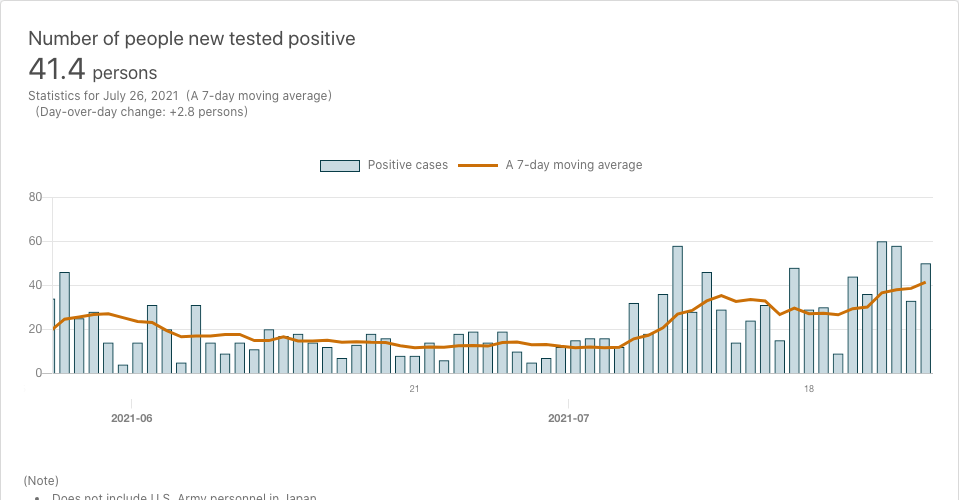 Number of people new tested positive
41.4 persons
Statistics for July 26, 2021 (A 7-day moving average)
(Day-over-day change: +2.8 persons)
Positive cases A 7-day moving average
80
60
40
20
0
21 18
2021-06 2021-07
(Note)
• Does not include U.S. Army personnel in Japan